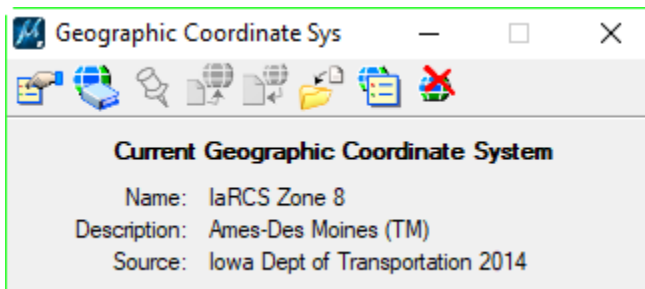 Geographic Coordinate Sys
Current Geographic Coordinate System
Name: IaRCS Zone 8
Description: Ames-Des Moines (TM)
Source: Iowa Dept of Transportation 2014